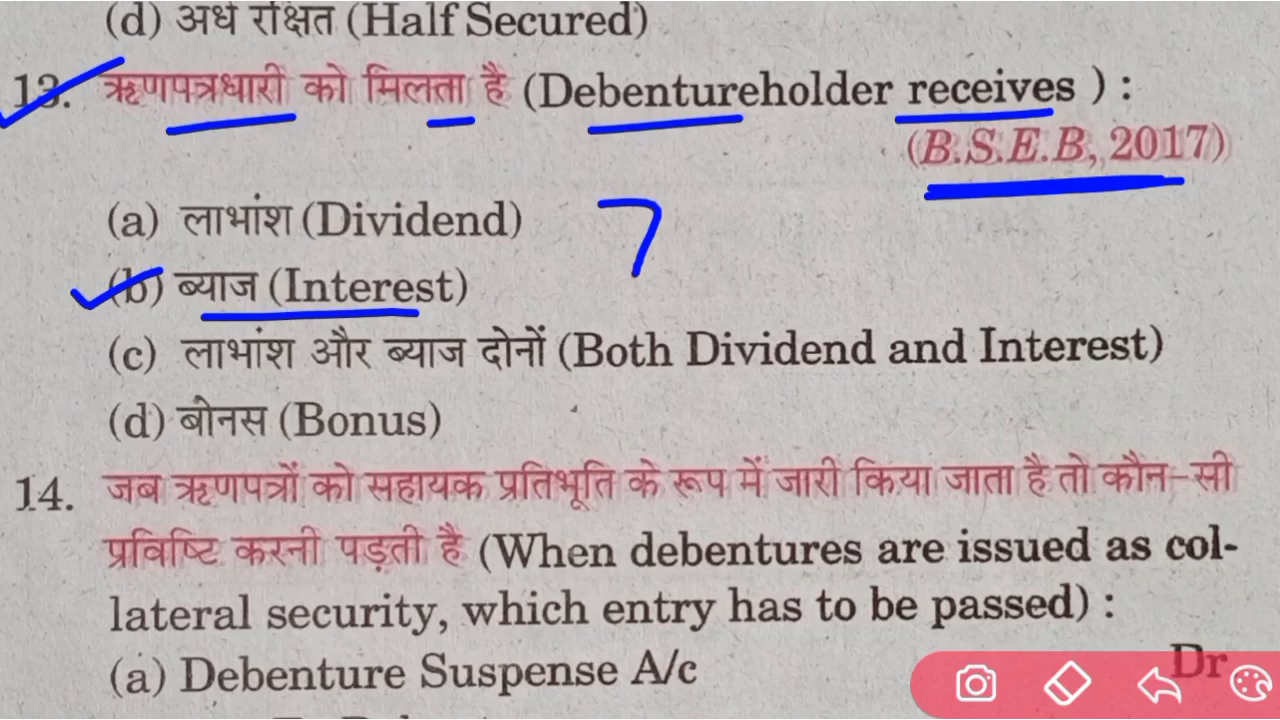 (d) अर्ध रक्षित (Half Secured)
13. ऋणपत्रधारी को मिलता है (Debentureholder receives ) :
(B.S.E.B, 2017)
(a) लाभांश (Dividend)
(b) ब्याज (Interest)
(c) लाभांश और ब्याज दोनों (Both Dividend and Interest)
(d) बोनस (Bonus)
14. जब ऋणपत्रों को सहायक प्रतिभूति के रूप में जारी किया जाता है तो कौन-सी
प्रविष्टि करनी पड़ती है (When debentures are issued as col-
lateral security, which entry has to be passed) :
(a) Debenture Suspense A/c Dr